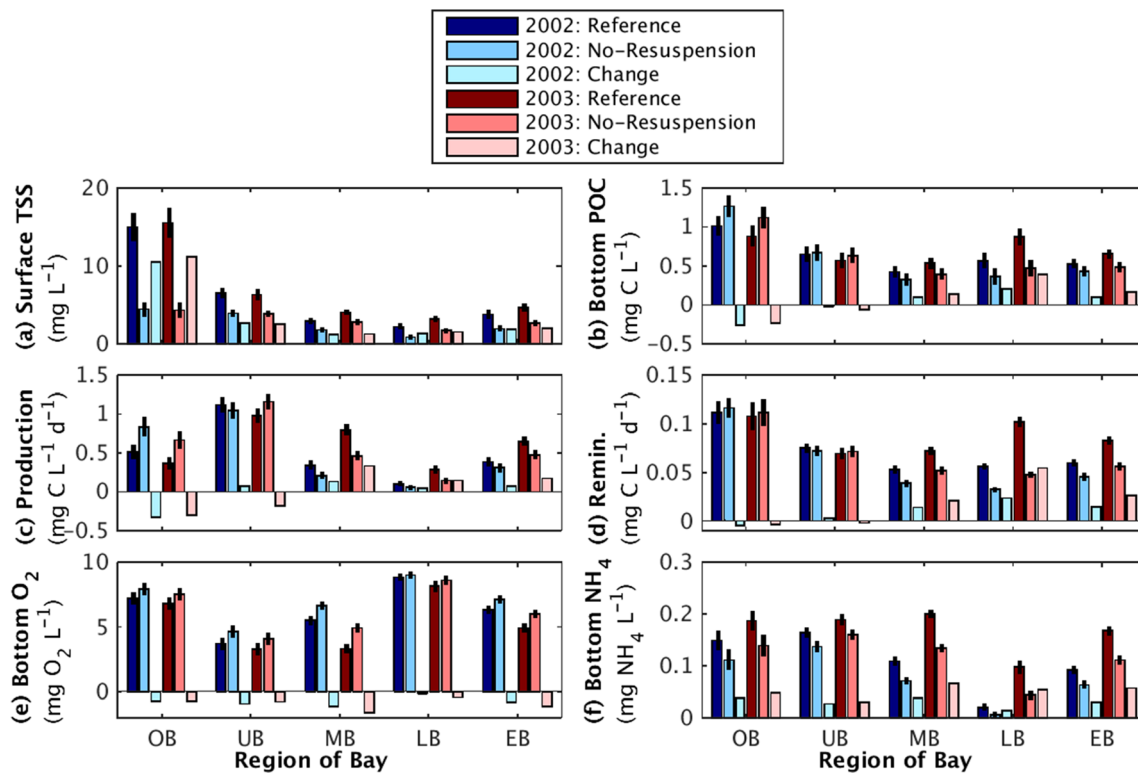 2002: Reference
2002: No-Resuspension
2002: Change
2003: Reference
2003: No-Resuspension
2003: Change
(a) Surface TSS
(mg L⁻¹)
20
10
0
(b) Bottom POC
(mg C L⁻¹)
1
0.5
0
−0.5
(c) Production
(mg C L⁻¹ d⁻¹)
1.5
1
0.5
0
−0.5
(d) Remin.
(mg C L⁻¹ d⁻¹)
0.15
0.1
0.05
0
(e) Bottom O₂
(mg O₂ L⁻¹)
10
5
0
OB UB MB LB EB
Region of Bay
(f) Bottom NH₄
(mg NH₄ L⁻¹)
0.3
0.2
0.1
0
OB UB MB LB EB
Region of Bay